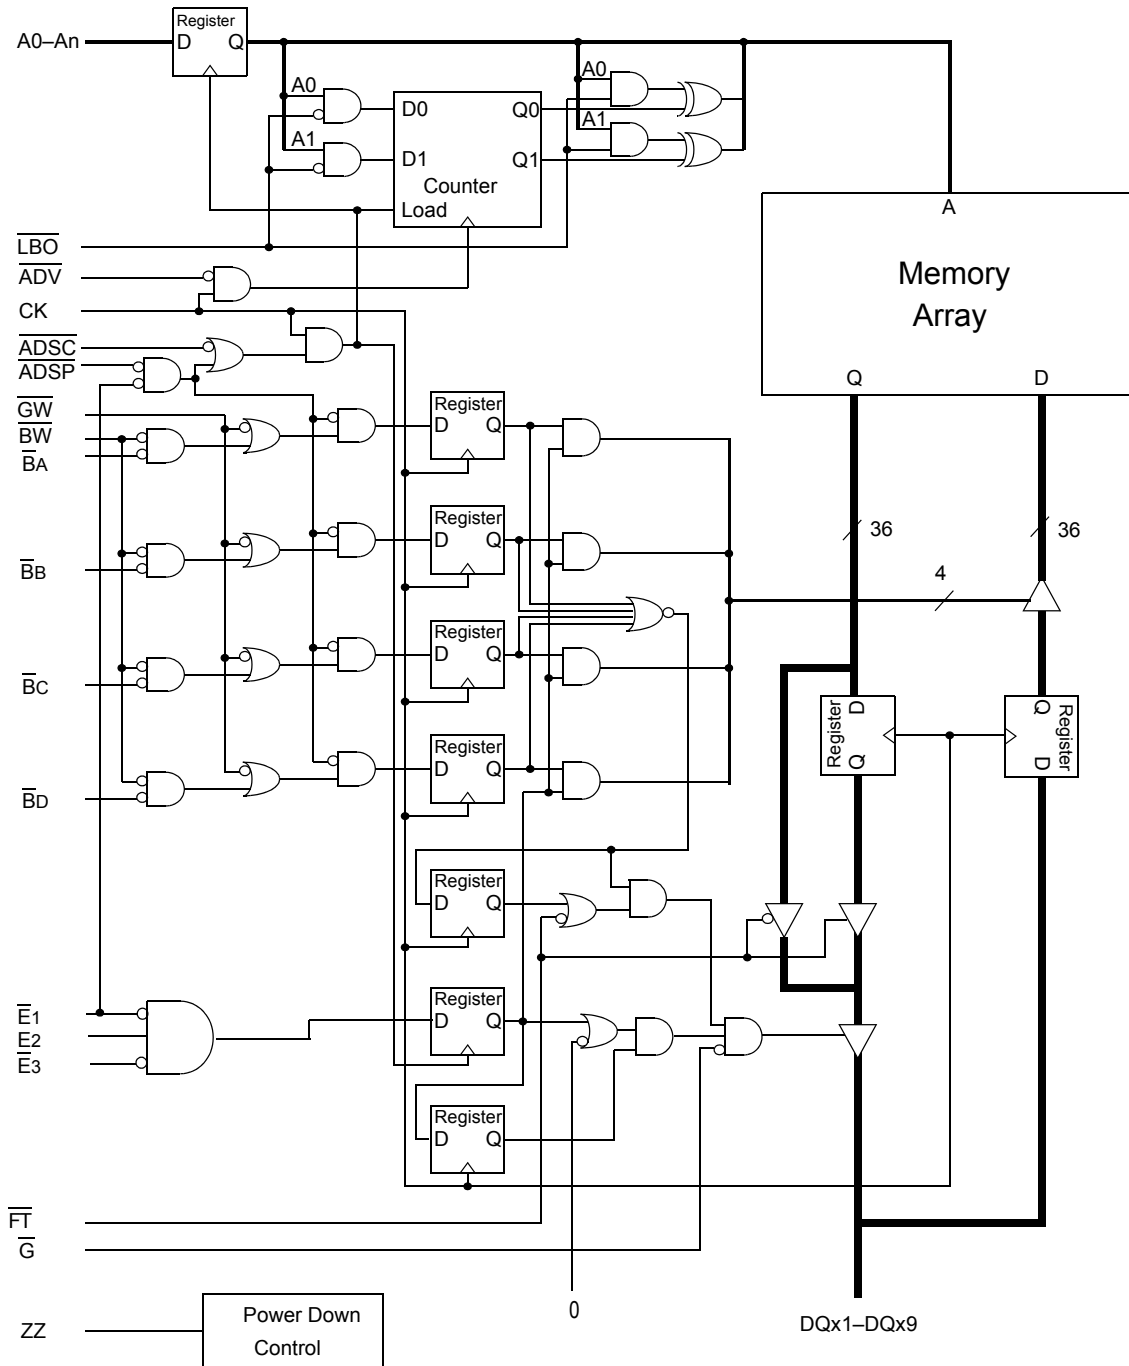 Register
A0–An
D Q
A0
A0
D0 Q0
A1
A1
D1 Q1
Counter
Load
A
LBO
ADV
Memory
Array
CK
ADSC
ADSP
Q D
GW
BW
BA
Register
D Q
36 36
BB
Register
D Q
4
BC
Register
D Q
D
Register
Q
Q
Register
D
BD
Register
D Q
Register
D Q
E1
E2
E3
Register
D Q
Register
D Q
FT
G
0
ZZ
Power Down
Control
DQx1–DQx9